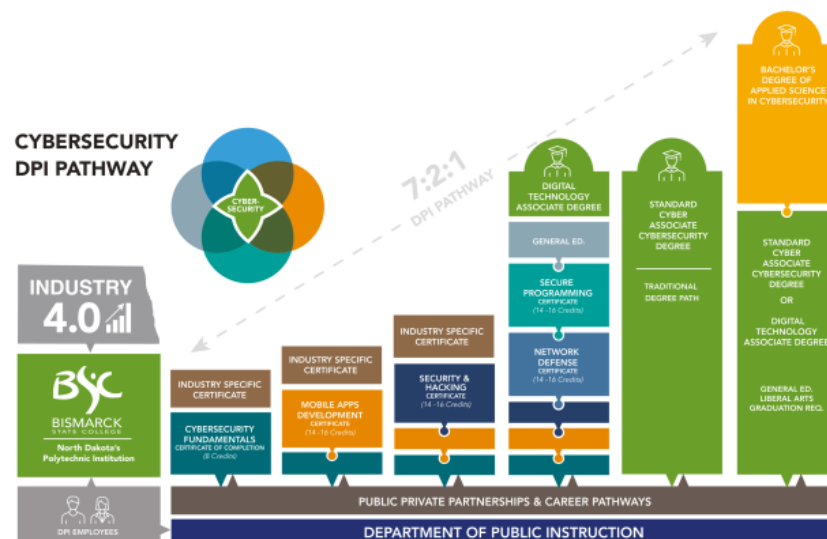 CYBERSECURITY
DPI PATHWAY
CYBER-
SECURITY
7:2:1
DPI PATHWAY
INDUSTRY
4.0
BSC
BISMARCK
STATE COLLEGE
North Dakota's
Polytechnic Institution
DPI EMPLOYEES
INDUSTRY SPECIFIC
CERTIFICATE
CYBERSECURITY
FUNDAMENTALS
CERTIFICATE OF COMPLETION
(8 Credits)
INDUSTRY SPECIFIC
CERTIFICATE
MOBILE APPS
DEVELOPMENT
CERTIFICATE
(14 -16 Credits)
INDUSTRY SPECIFIC
CERTIFICATE
SECURITY &
HACKING
CERTIFICATE
(14 -16 Credits)
DIGITAL
TECHNOLOGY
ASSOCIATE DEGREE
GENERAL ED.
SECURE
PROGRAMMING
CERTIFICATE
(14 -16 Credits)
NETWORK
DEFENSE
CERTIFICATE
(14 -16 Credits)
STANDARD
CYBER
ASSOCIATE
CYBERSECURITY
DEGREE
TRADITIONAL
DEGREE PATH
BACHELOR'S
DEGREE OF
APPLIED SCIENCE
IN CYBERSECURITY
STANDARD
CYBER
ASSOCIATE
CYBERSECURITY
DEGREE
OR
DIGITAL
TECHNOLOGY
ASSOCIATE DEGREE
GENERAL ED.
LIBERAL ARTS
GRADUATION REQ.
PUBLIC PRIVATE PARTNERSHIPS & CAREER PATHWAYS
DEPARTMENT OF PUBLIC INSTRUCTION